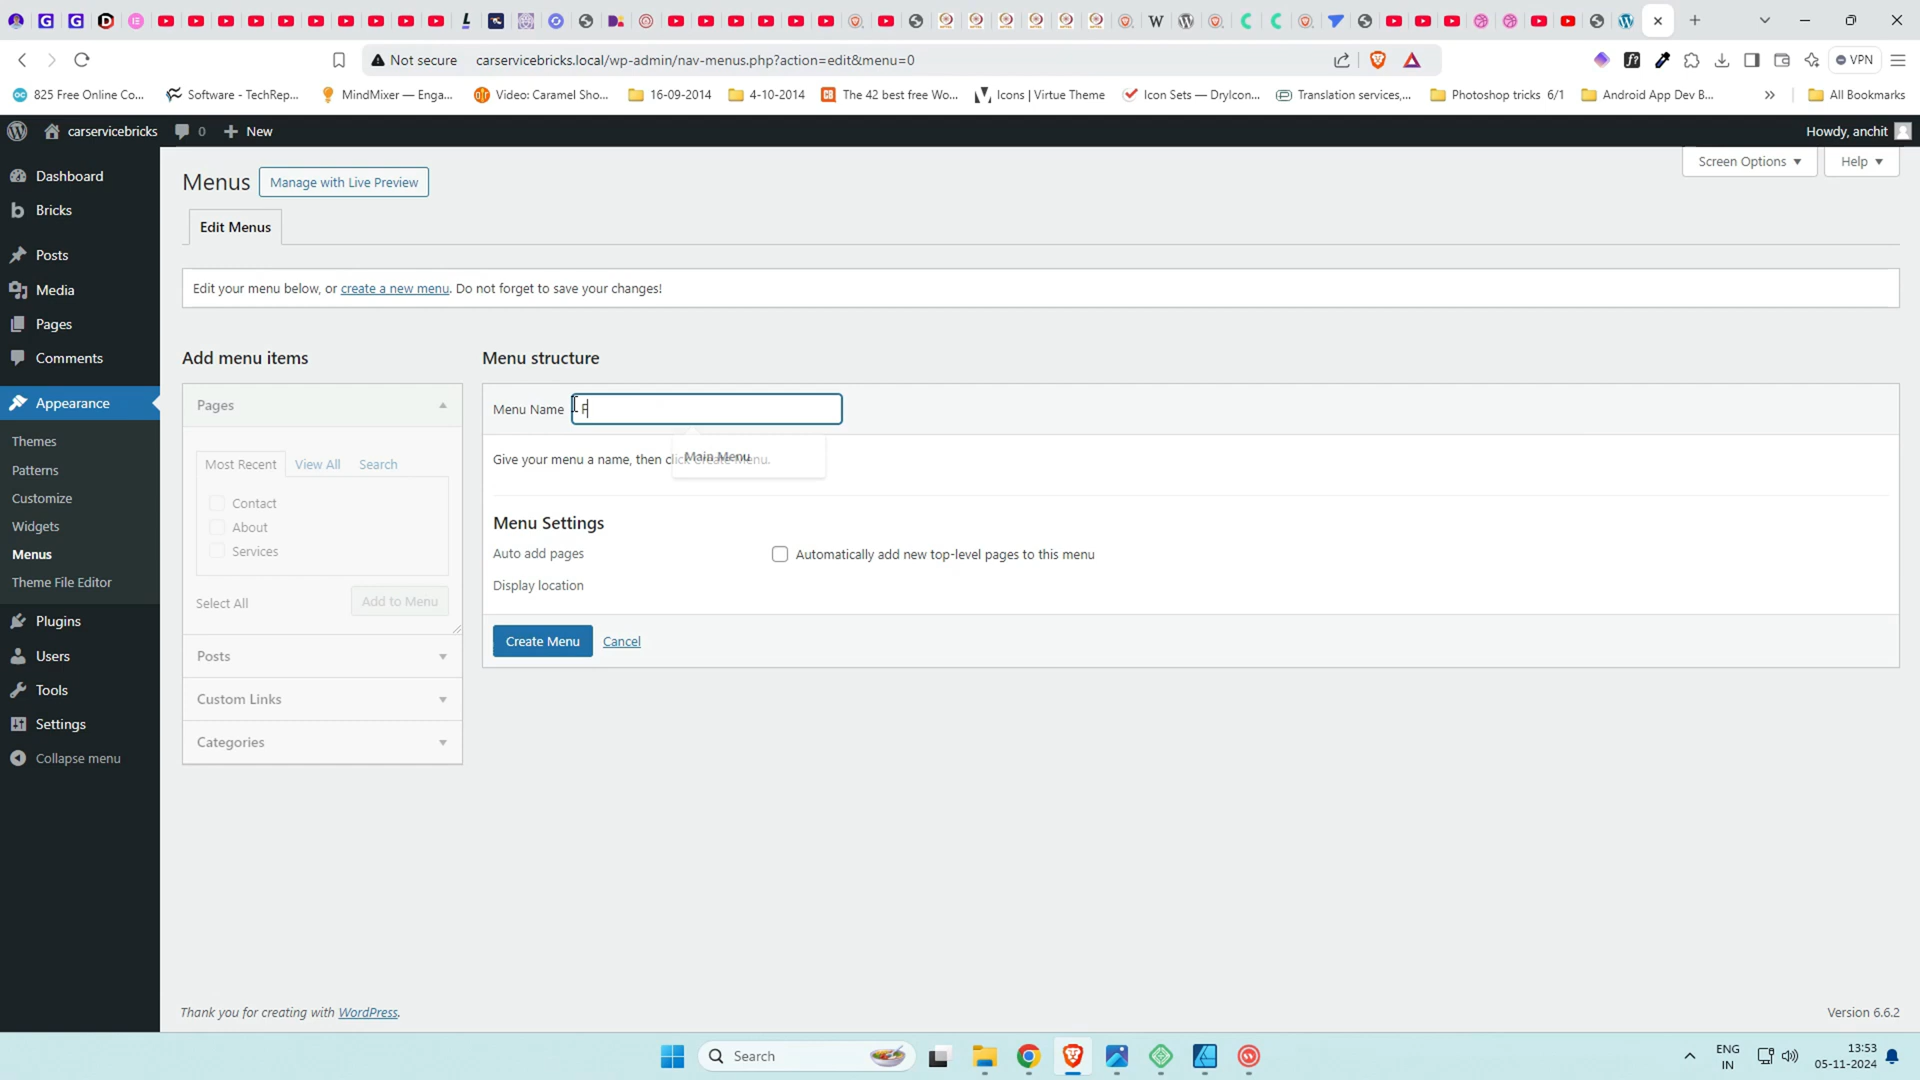 Not secure
carservicebricks.local/wp-admin/nav-menus.php?action=edit&menu=0
VPN
825 Free Online Co...
Software - TechRep...
MindMixer — Enga...
Video: Caramel Sho...
16-09-2014
4-10-2014
The 42 best free Wo...
Icons | Virtue Theme
Icon Sets — DryIcon...
Translation services,...
Photoshop tricks 6/1
Android App Dev B...
All Bookmarks
carservicebricks
0
New
Howdy, anchit
Dashboard
Bricks
Posts
Media
Pages
Comments
Appearance
Themes
Patterns
Customize
Widgets
Menus
Theme File Editor
Plugins
Users
Tools
Settings
Collapse menu
Menus
Manage with Live Preview
Screen Options
Help
Edit Menus
Edit your menu below, or create a new menu. Do not forget to save your changes!
Add menu items
Pages
Most Recent
View All
Search
Contact
About
Services
Select All
Add to Menu
Posts
Custom Links
Categories
Menu structure
Menu Name
F
Main Menu
Give your menu a name, then click Create Menu.
Menu Settings
Auto add pages
Automatically add new top-level pages to this menu
Display location
Create Menu
Cancel
Thank you for creating with WordPress.
Version 6.6.2
Search
ENG
IN
13:53
05-11-2024